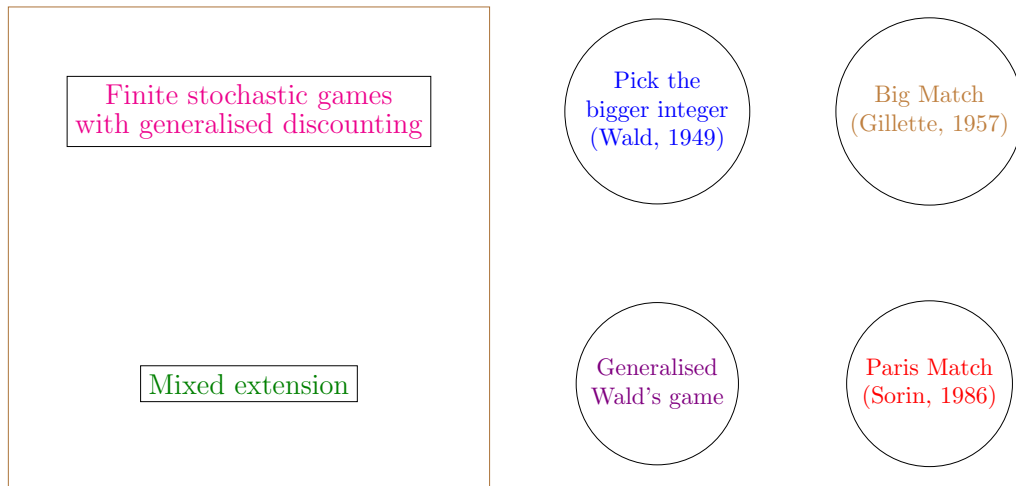 Finite stochastic games
with generalised discounting
Pick the
bigger integer
(Wald, 1949)
Big Match
(Gillette, 1957)
Mixed extension
Generalised
Wald's game
Paris Match
(Sorin, 1986)